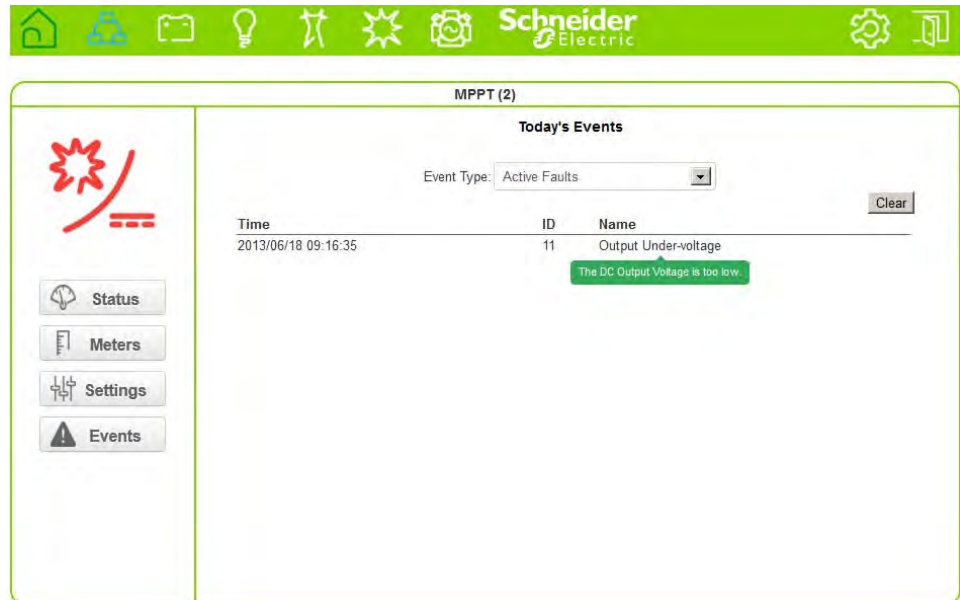 Schneider
Electric
MPPT (2)
Today's Events
Event Type: Active Faults
Clear
Time ID Name
2013/06/18 09:16:35 11 Output Under-voltage
The DC Output Voltage is too low.
Status
Meters
Settings
Events